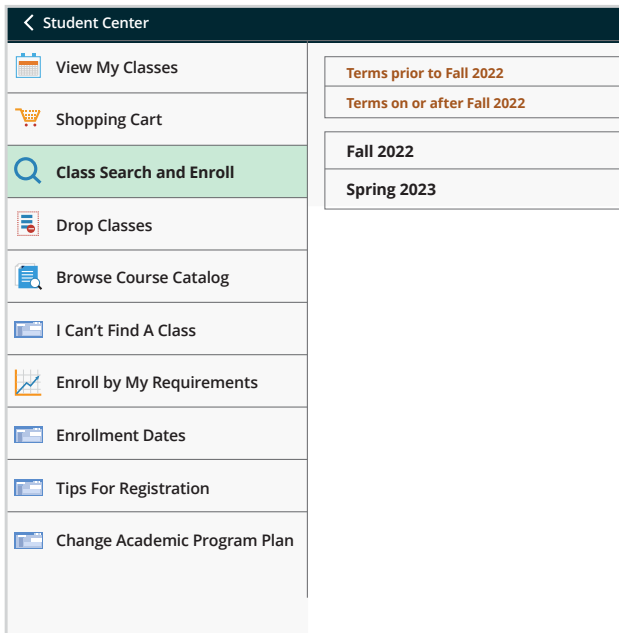 Student Center
View My Classes
Shopping Cart
Class Search and Enroll
Drop Classes
Browse Course Catalog
I Can’t Find A Class
Enroll by My Requirements
Enrollment Dates
Tips For Registration
Change Academic Program Plan
Terms prior to Fall 2022
Terms on or after Fall 2022
Fall 2022
Spring 2023